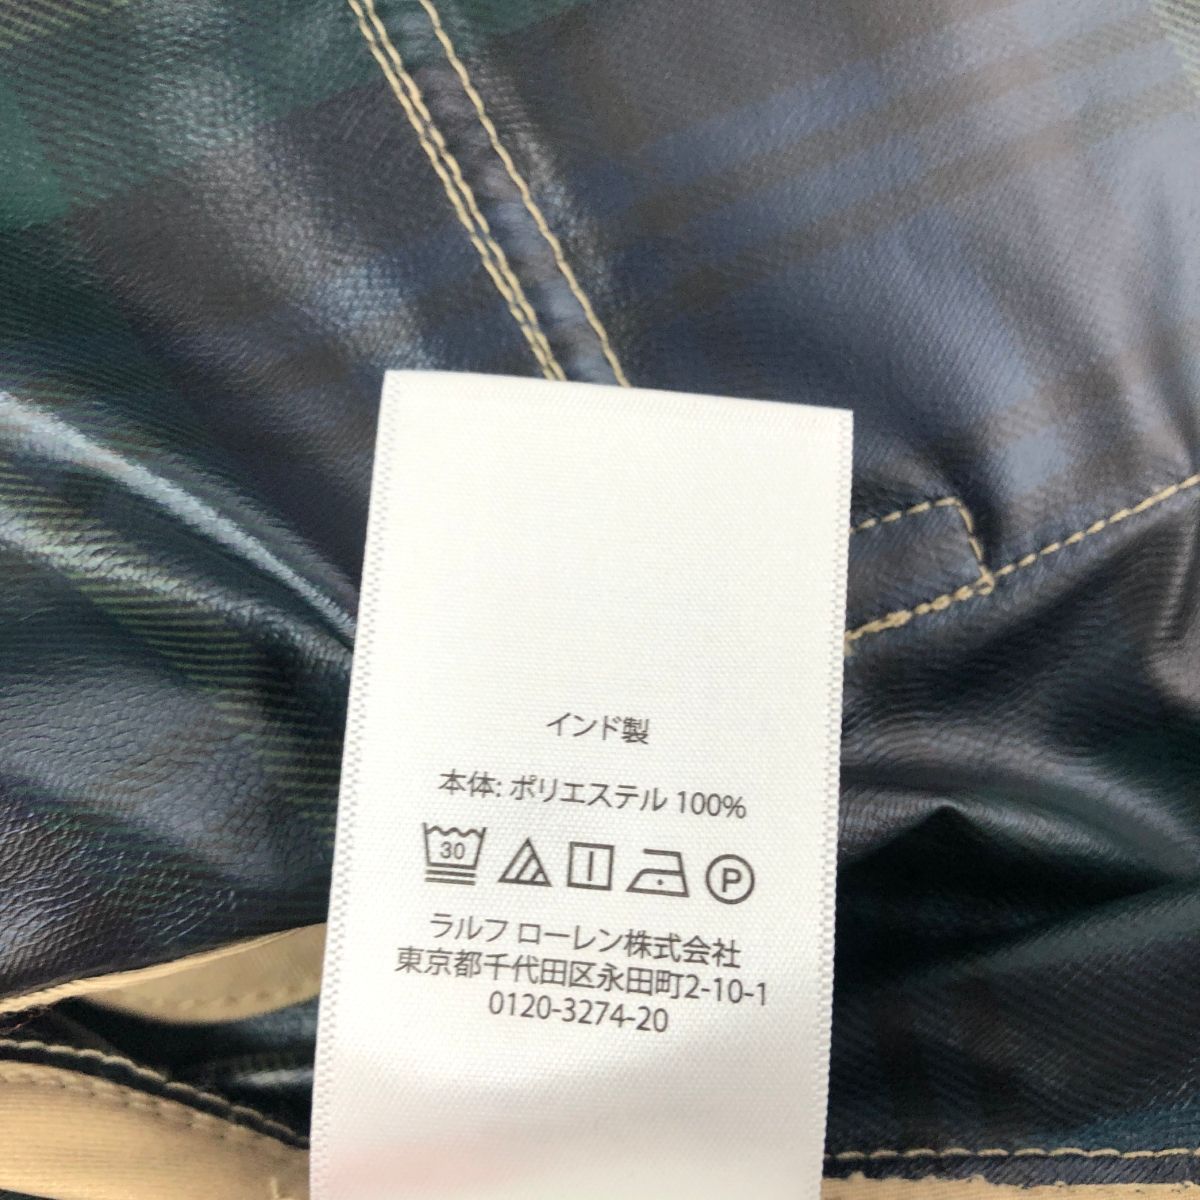 インド製
本体: ポリエステル 100%
30 P
ラルフ ローレン株式会社
東京都千代田区永田町2-10-1
0120-3274-20